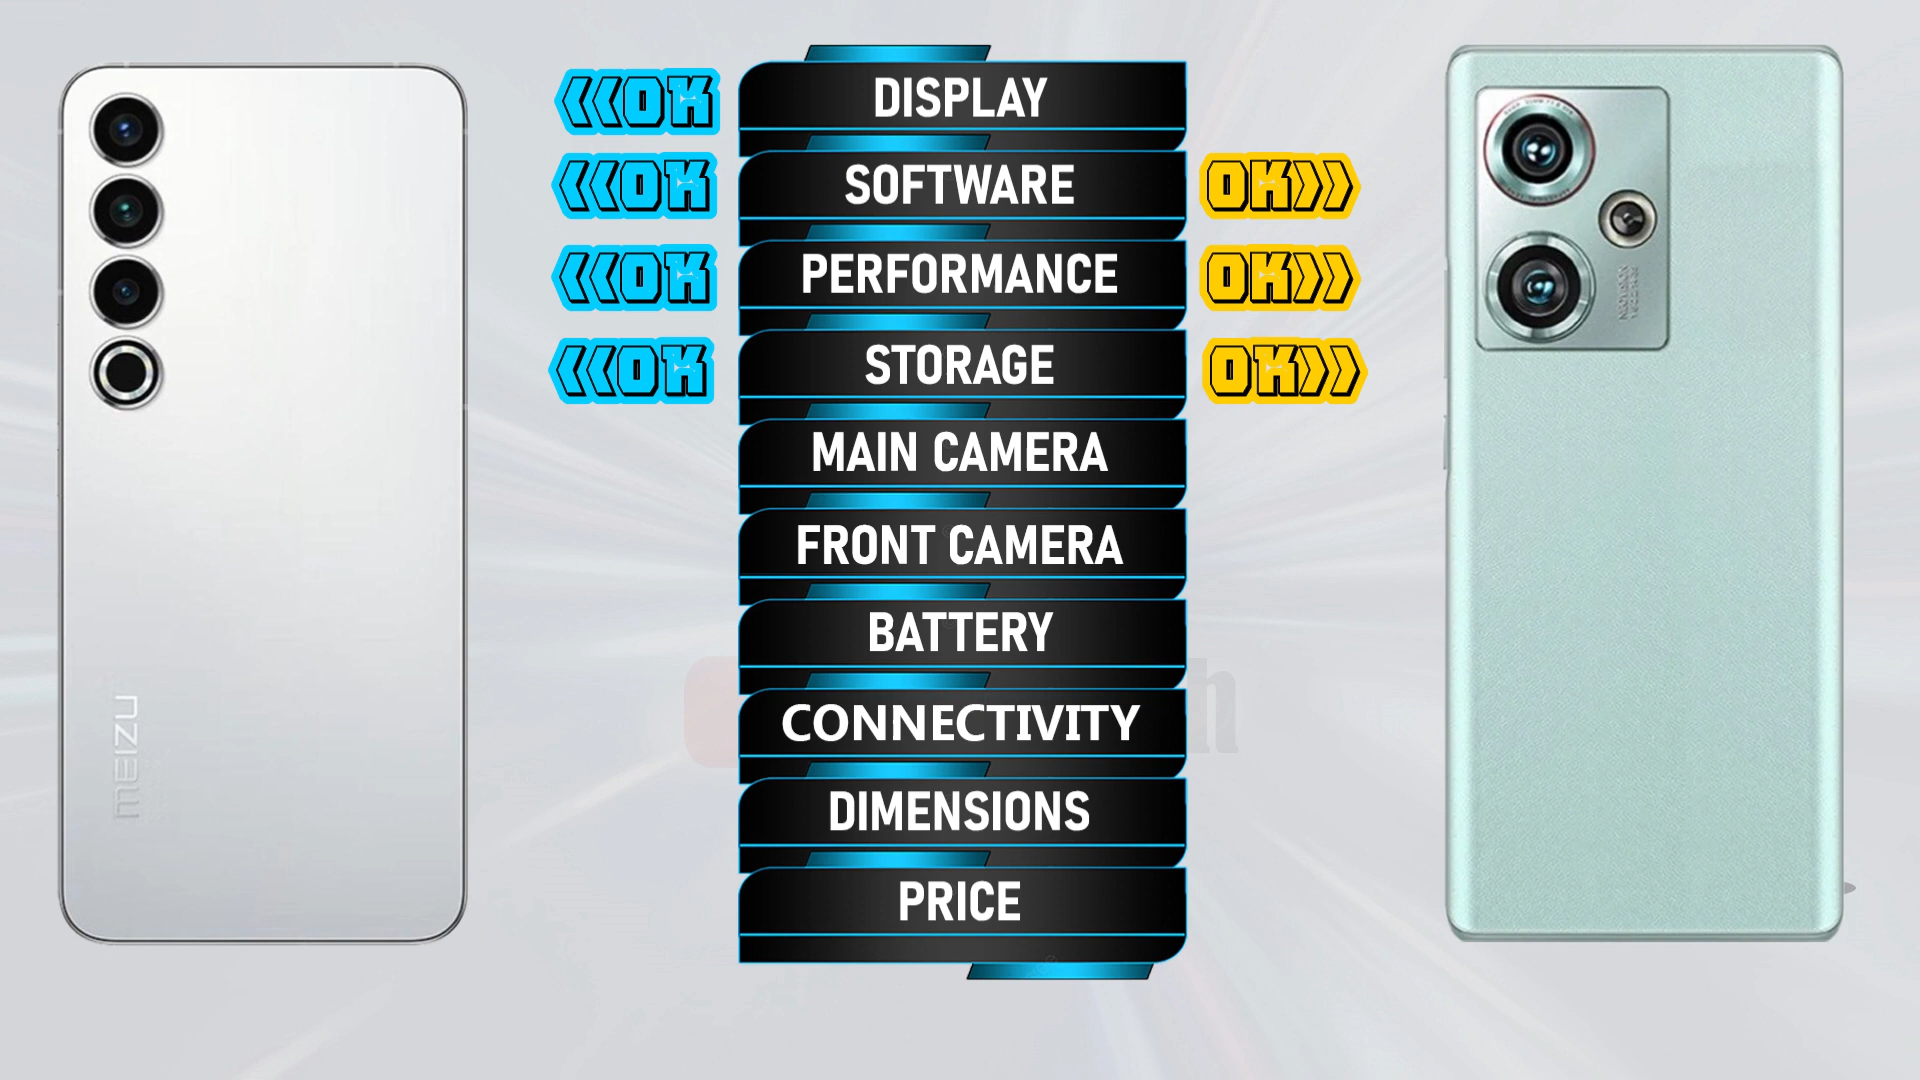 <<OK DISPLAY
<<OK SOFTWARE OK>>
<<OK PERFORMANCE OK>>
<<OK STORAGE OK>>
MAIN CAMERA
FRONT CAMERA
BATTERY
CONNECTIVITY
DIMENSIONS
PRICE
MEIZU